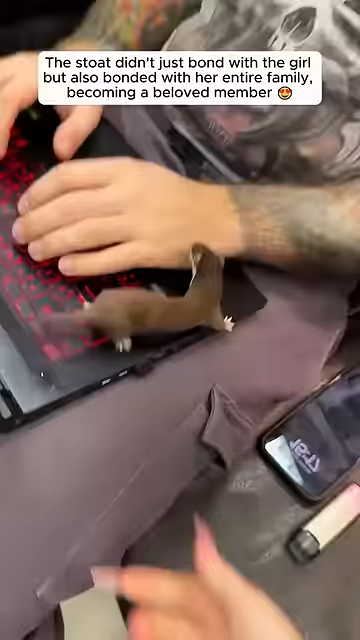 The stoat didn't just bond with the girl
but also bonded with her entire family,
becoming a beloved member 😍